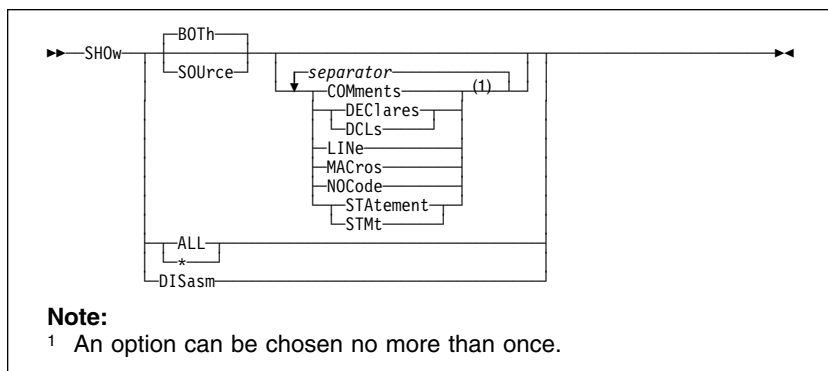 BOTh
SHOw
SOUrce
separator
COMments (1)
DEClares
DCLs
LINe
MACros
NOCode
STAtement
STMt
ALL
*
DISasm
Note:
1 An option can be chosen no more than once.